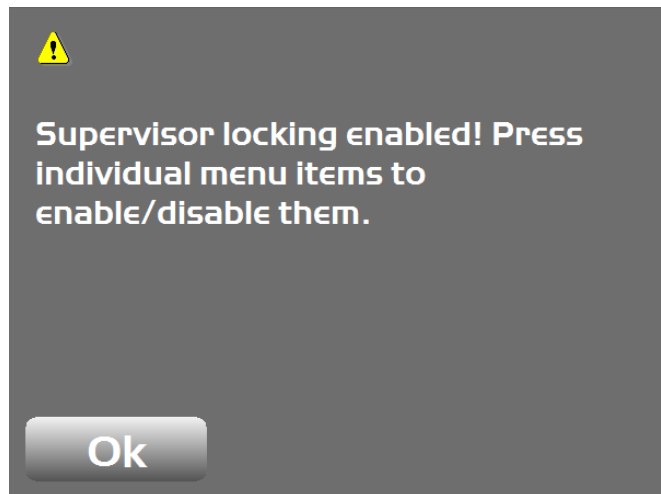 Supervisor locking enabled! Press
individual menu items to
enable/disable them.
Ok